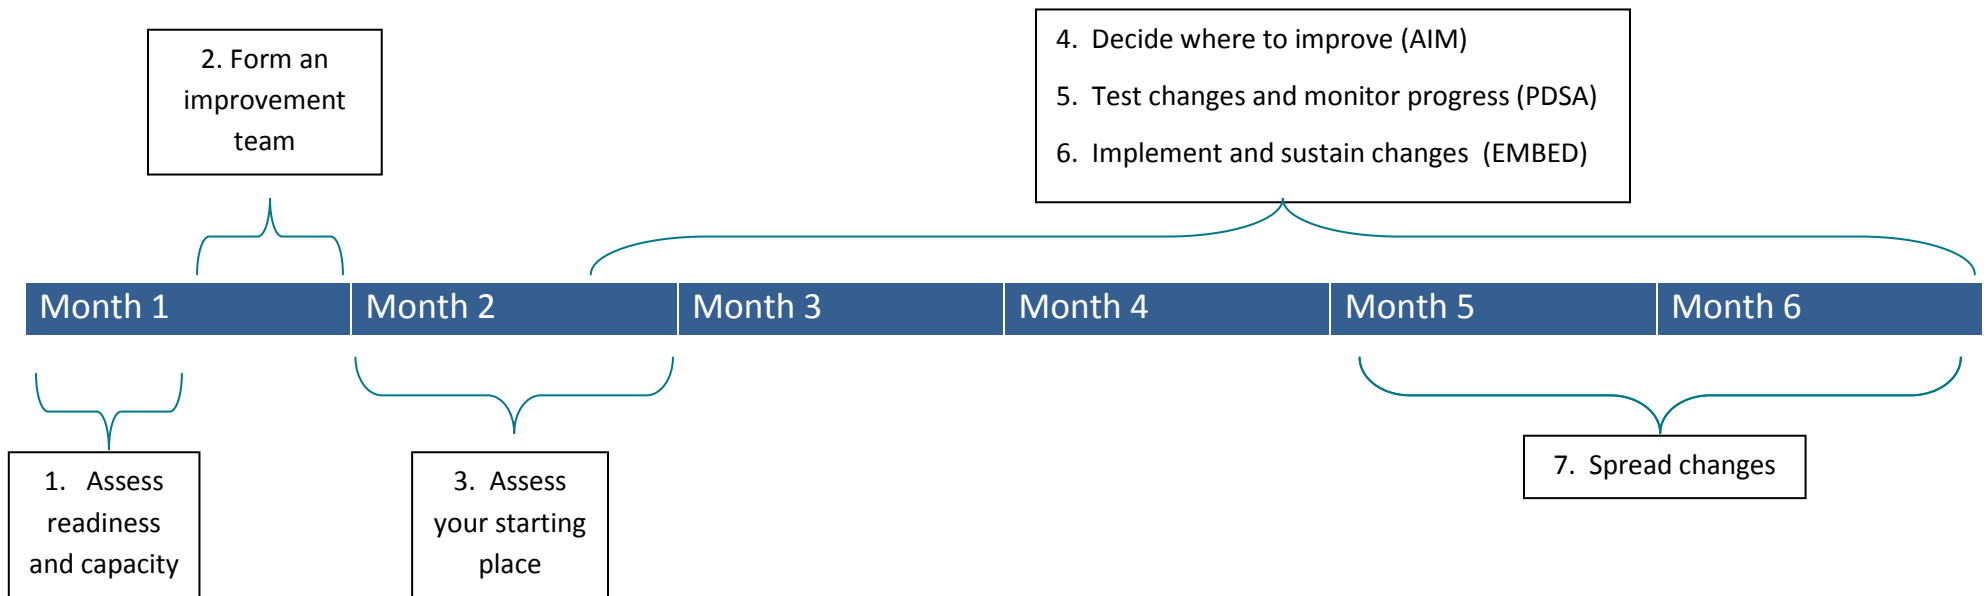 2. Form an
improvement
team
4. Decide where to improve (AIM)
5. Test changes and monitor progress (PDSA)
6. Implement and sustain changes (EMBED)
Month 1
Month 2
Month 3
Month 4
Month 5
Month 6
1. Assess
readiness
and capacity
3. Assess
your starting
place
7. Spread changes